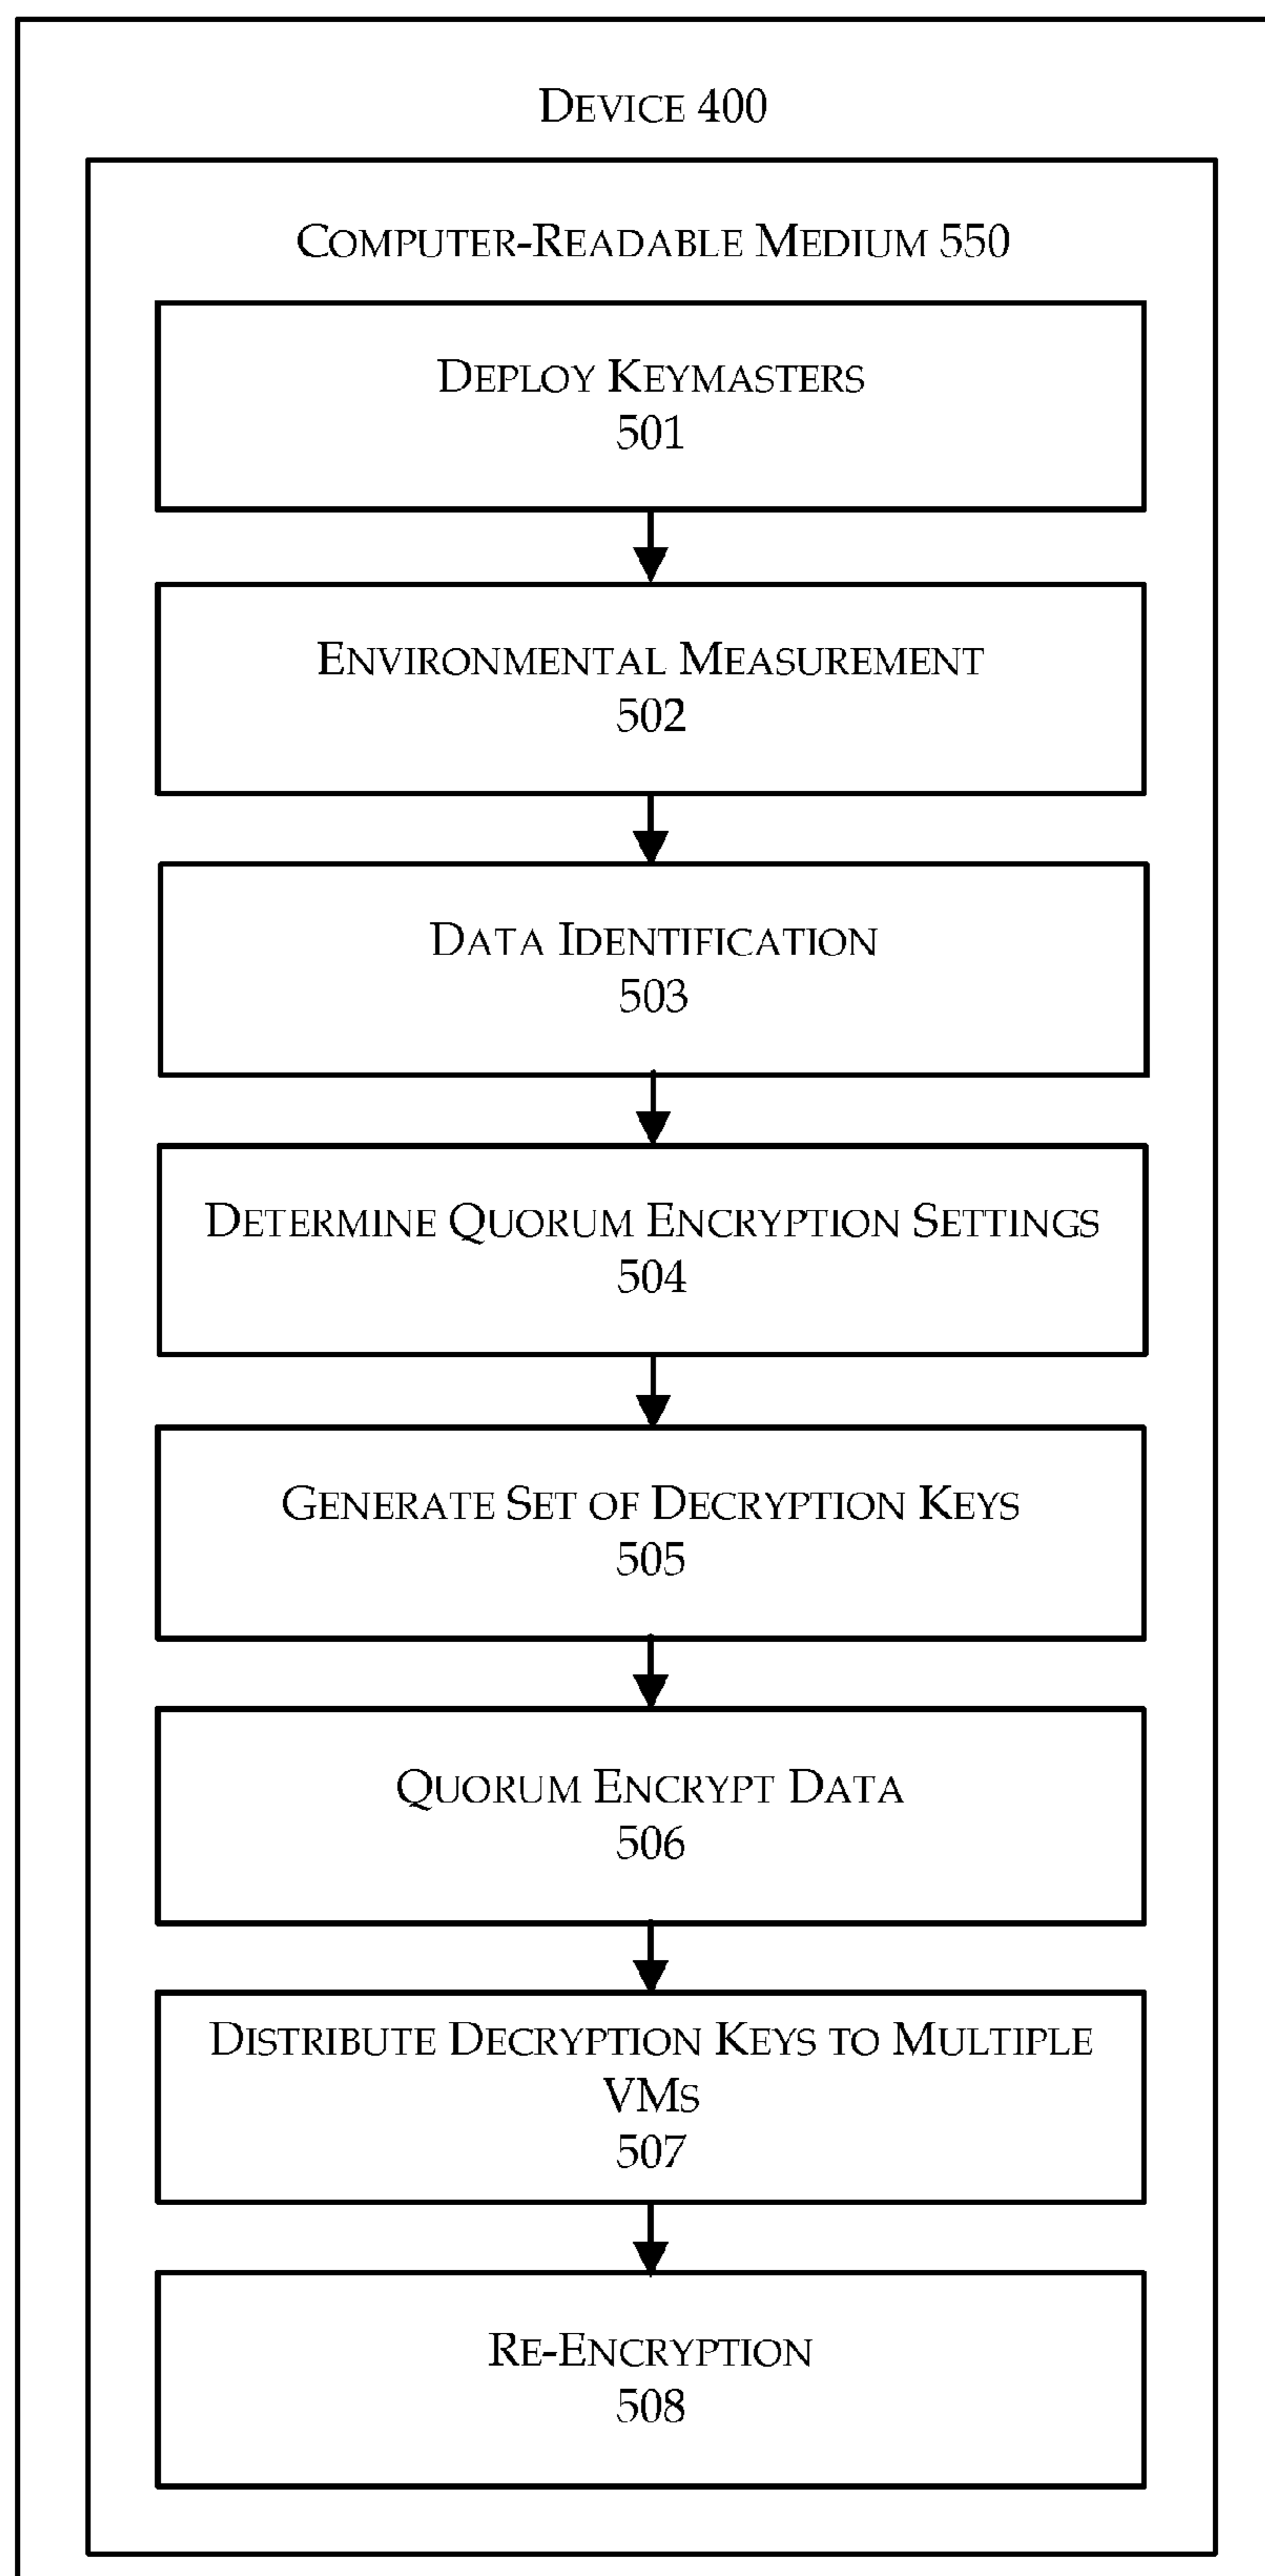 DEVICE 400
COMPUTER-READABLE MEDIUM 550
DEPLOY KEYMASTERS
501
ENVIRONMENTAL MEASUREMENT
502
DATA IDENTIFICATION
503
DETERMINE QUORUM ENCRYPTION SETTINGS
504
GENERATE SET OF DECRYPTION KEYS
505
QUORUM ENCRYPT DATA
506
DISTRIBUTE DECRYPTION KEYS TO MULTIPLE
VMS
507
RE-ENCRYPTION
508